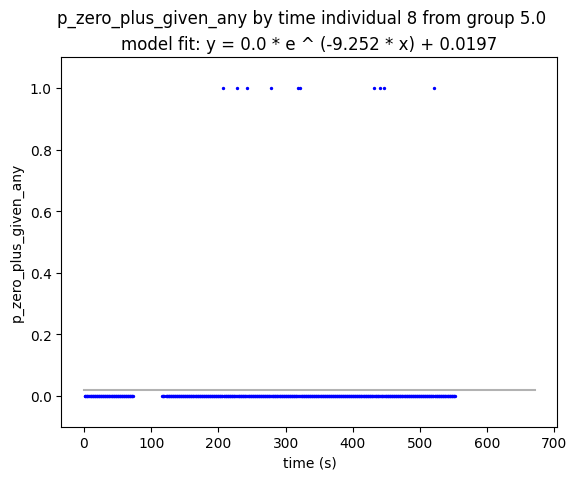 p_zero_plus_given_any by time individual 8 from group 5.0
model fit: y = 0.0 * e ^ (-9.252 * x) + 0.0197
1.0
0.8
0.6
0.4
0.2
0.0
p_zero_plus_given_any
0 100 200 300 400 500 600 700
time (s)